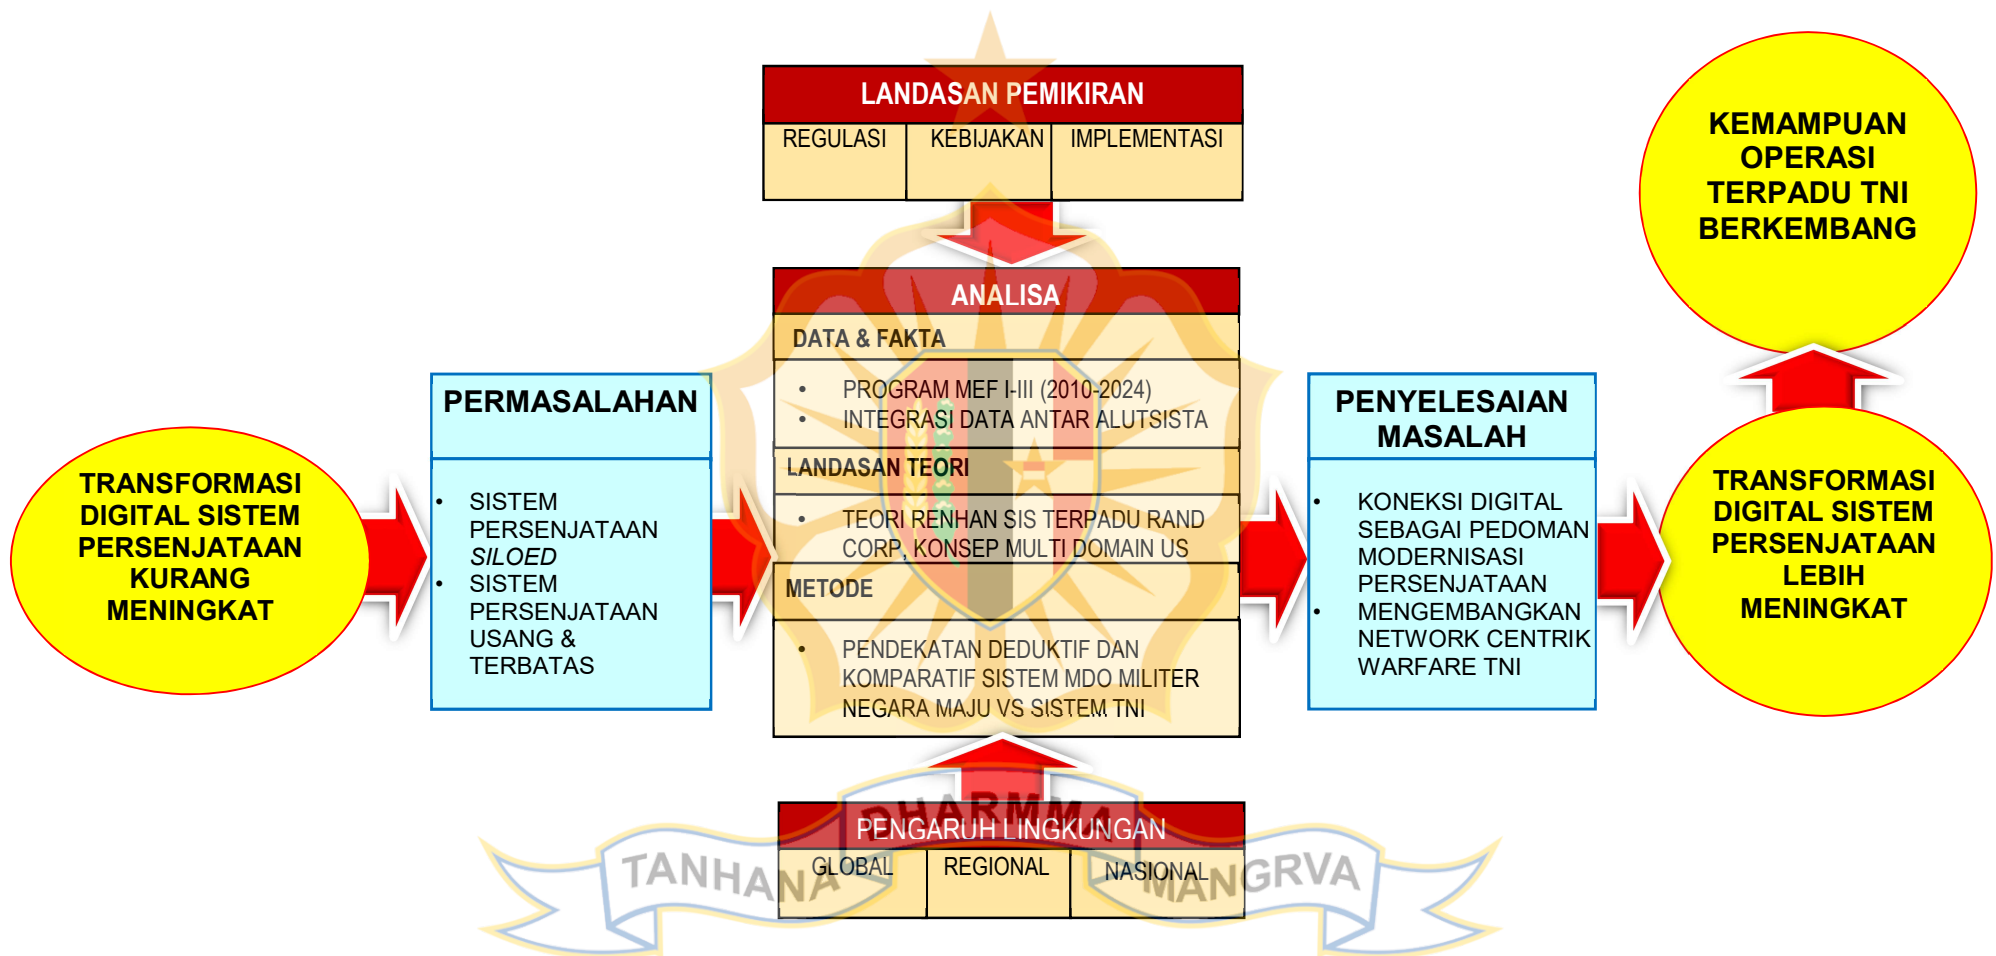 LANDASAN PEMIKIRAN
REGULASI
KEBIJAKAN
IMPLEMENTASI
KEMAMPUAN
OPERASI
TERPADU TNI
BERKEMBANG
TRANSFORMASI
DIGITAL SISTEM
PERSENJATAAN
KURANG
MENINGKAT
PERMASALAHAN
• SISTEM
PERSENJATAAN
SILOED
• SISTEM
PERSENJATAAN
USANG &
TERBATAS
ANALISA
DATA & FAKTA
• PROGRAM MEF I-III (2010-2024)
• INTEGRASI DATA ANTAR ALUTSISTA
LANDASAN TEORI
• TEORI RENHAN SIS TERPADU RAND
CORP, KONSEP MULTI DOMAIN US
METODE
• PENDEKATAN DEDUKTIF DAN
KOMPARATIF SISTEM MDO MILITER
NEGARA MAJU VS SISTEM TNI
PENYELESAIAN
MASALAH
• KONEKSI DIGITAL
SEBAGAI PEDOMAN
MODERNISASI
PERSENJATAAN
• MENGEMBANGKAN
NETWORK CENTRIK
WARFARE TNI
TRANSFORMASI
DIGITAL SISTEM
PERSENJATAAN
LEBIH
MENINGKAT
PENGARUH LINGKUNGAN
GLOBAL
REGIONAL
NASIONAL
TANHANA DHARMMA MANGRVA